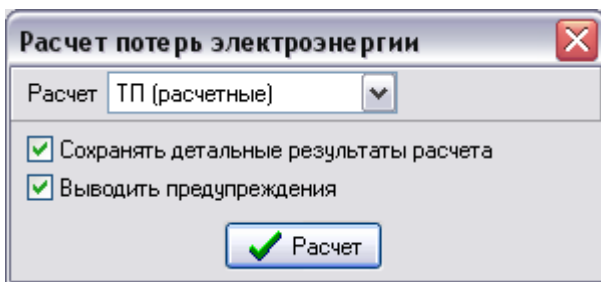 Расчет потерь электроэнергии
Расчет ТП (расчетные)
Сохранять детальные результаты расчета
Выводить предупреждения
Расчет